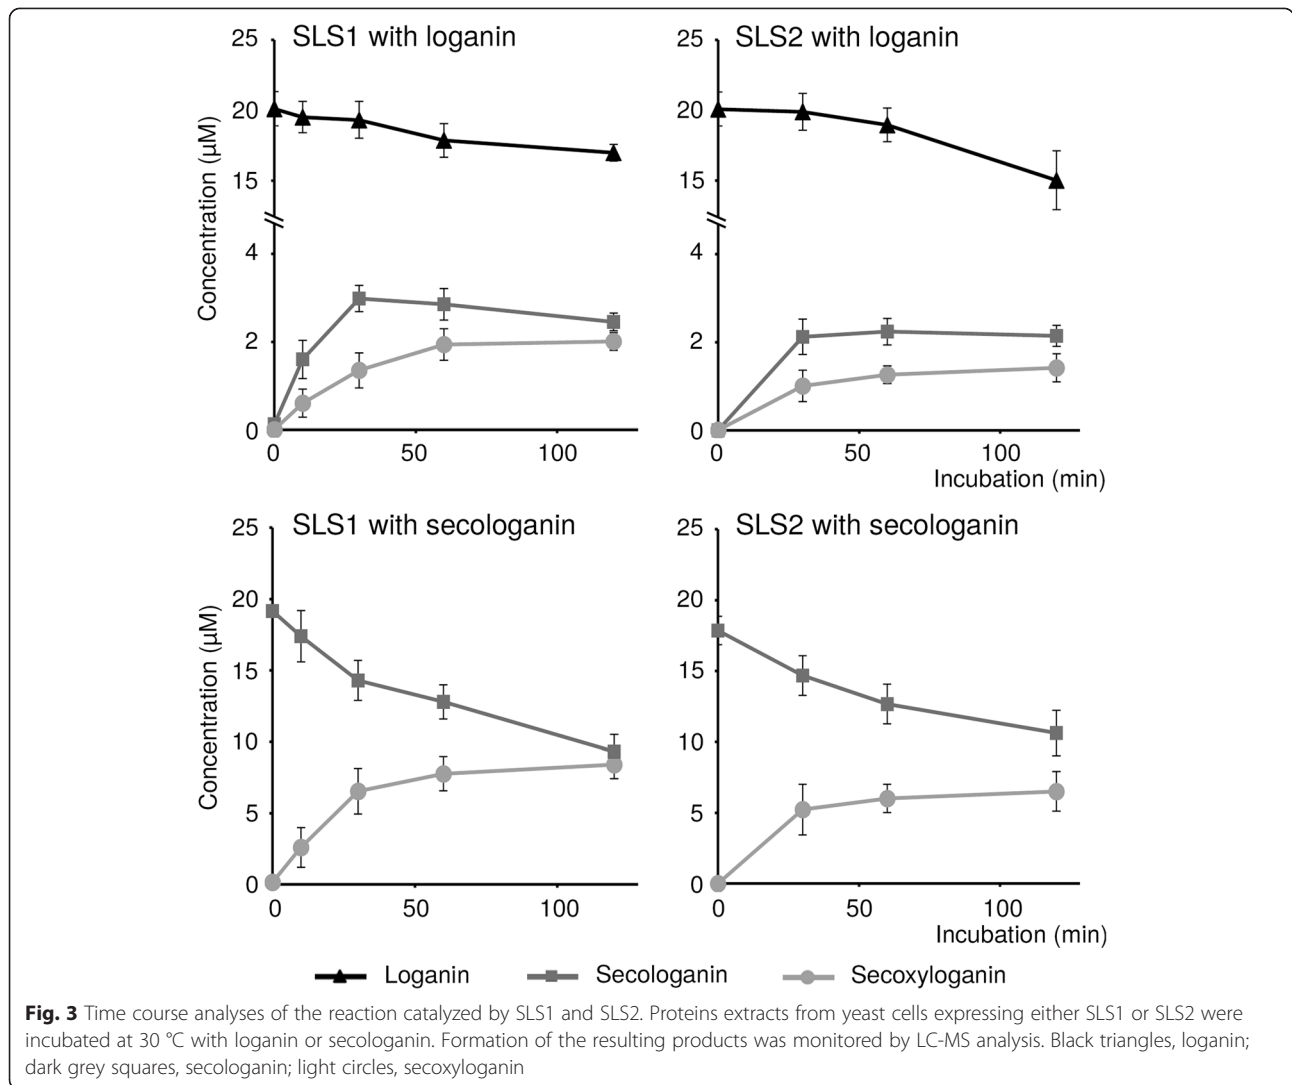 SLS1 with loganin
25
20
15
4
2
0
Concentration (µM)
0 50 100
SLS2 with loganin
25
20
15
4
2
0
0 50 100
Incubation (min)
SLS1 with secologanin
25
20
15
10
5
0
Concentration (µM)
0 50 100
SLS2 with secologanin
25
20
15
10
5
0
0 50 100
Incubation (min)
Loganin Secologanin Secoxyloganin
Fig. 3 Time course analyses of the reaction catalyzed by SLS1 and SLS2. Proteins extracts from yeast cells expressing either SLS1 or SLS2 were
incubated at 30 °C with loganin or secologanin. Formation of the resulting products was monitored by LC-MS analysis. Black triangles, loganin;
dark grey squares, secologanin; light circles, secoxyloganin